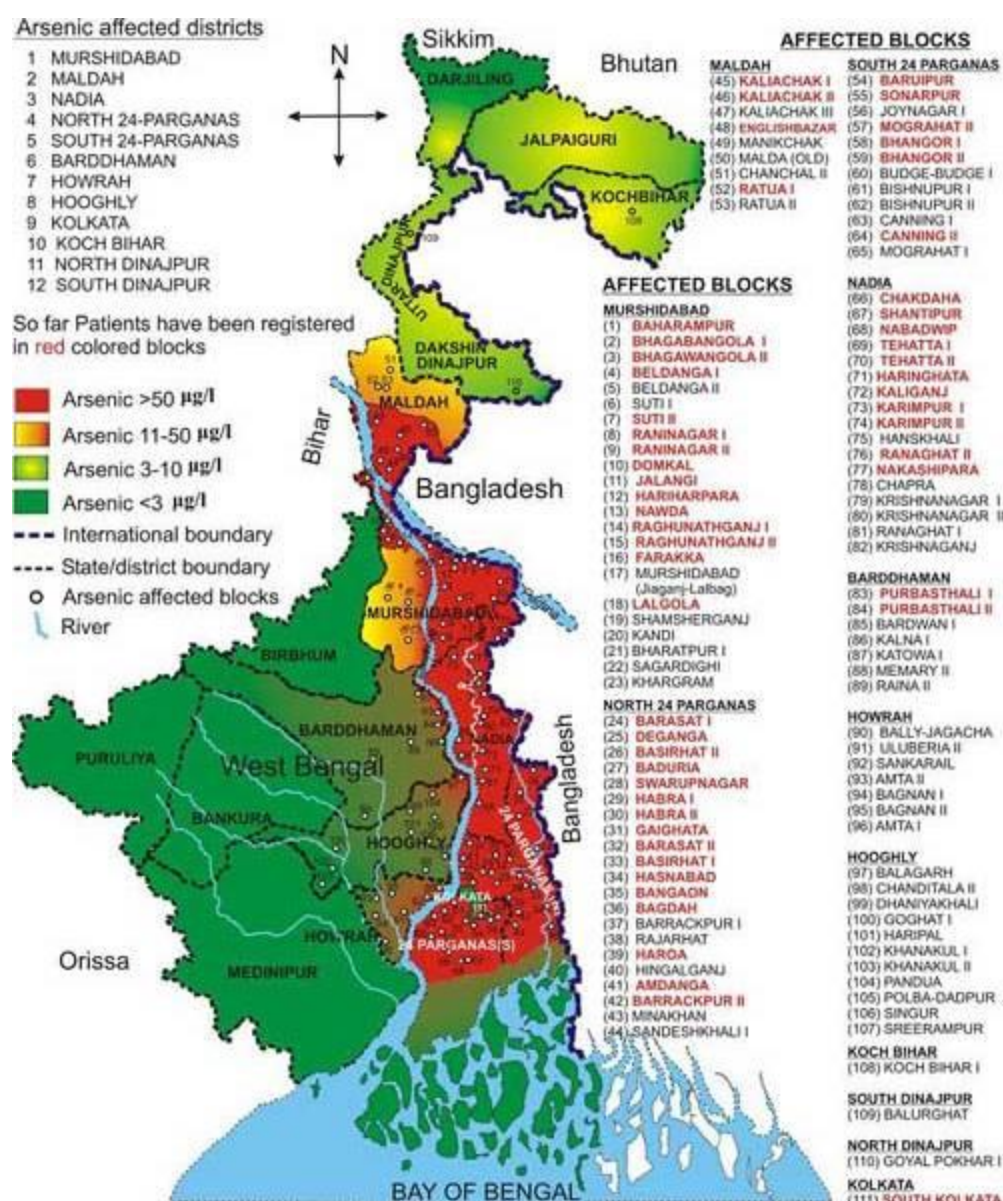 Arsenic affected districts
1 MURSHIDABAD
2 MALDAH
3 NADIA
4 NORTH 24-PARGANAS
5 SOUTH 24-PARGANAS
6 BARDDHAMAN
7 HOWRAH
8 HOOGHLY
9 KOLKATA
10 KOCH BIHAR
11 NORTH DINAJPUR
12 SOUTH DINAJPUR
So far Patients have been registered
in red colored blocks
Arsenic >50 µg/l
Arsenic 11-50 µg/l
Arsenic 3-10 µg/l
Arsenic <3 µg/l
International boundary
State/district boundary
Arsenic affected blocks
River
N
Sikkim
Bhutan
DARJILING
JALPAIGURI
KOCHBIHAR
108
109
UTTAR DINAJPUR
DAKSHIN
DINAJPUR
110
MALDAH
Bihar
Bangladesh
MURSHIDABAD
BIRBHUM
BARDDHAMAN
NADIA
PURULIYA
West Bengal
BANKURA
HOOGHLY
24 PARGANAS
Bangladesh
KOLKATA
HOWRAH
24 PARGANAS(S)
Orissa
MEDINIPUR
BAY OF BENGAL
AFFECTED BLOCKS
MALDAH
(45) KALIACHAK I
(46) KALIACHAK II
(47) KALIACHAK III
(48) ENGLISHBAZAR
(49) MANIKCHAK
(50) MALDA (OLD)
(51) CHANCHAL II
(52) RATUA I
(53) RATUA II
AFFECTED BLOCKS
MURSHIDABAD
(1) BAHARAMPUR
(2) BHAGABANGOLA I
(3) BHAGAWANGOLA II
(4) BELDANGA I
(5) BELDANGA II
(6) SUTI I
(7) SUTI II
(8) RANINAGAR I
(9) RANINAGAR II
(10) DOMKAL
(11) JALANGI
(12) HARIHARPARA
(13) NAWDA
(14) RAGHUNATHGANJ I
(15) RAGHUNATHGANJ II
(16) FARAKKA
(17) MURSHIDABAD
(Jiaganj-Lalbag)
(18) LALGOLA
(19) SHAMSHERGANJ
(20) KANDI
(21) BHARATPUR I
(22) SAGARDIGHI
(23) KHARGRAM
NORTH 24 PARGANAS
(24) BARASAT I
(25) DEGANGA
(26) BASIRHAT II
(27) BADURIA
(28) SWARUPNAGAR
(29) HABRA I
(30) HABRA II
(31) GAIGHATA
(32) BARASAT II
(33) BASIRHAT I
(34) HASNABAD
(35) BANGAON
(36) BAGDAH
(37) BARRACKPUR I
(38) RAJARHAT
(39) HAROA
(40) HINGALGANJ
(41) AMDANGA
(42) BARRACKPUR II
(43) MINAKHAN
(44) SANDESHKHALI I
SOUTH 24 PARGANAS
(54) BARUIPUR
(55) SONARPUR
(56) JOYNAGAR I
(57) MOGRAHAT II
(58) BHANGOR I
(59) BHANGOR II
(60) BUDGE-BUDGE I
(61) BISHNUPUR I
(62) BISHNUPUR II
(63) CANNING I
(64) CANNING II
(65) MOGRAHAT I
NADIA
(66) CHAKDAHA
(67) SHANTIPUR
(68) NABADWIP
(69) TEHATTA I
(70) TEHATTA II
(71) HARINGHATA
(72) KALIGANJ
(73) KARIMPUR I
(74) KARIMPUR II
(75) HANSKHALI
(76) RANAGHAT II
(77) NAKASHIPARA
(78) CHAPRA
(79) KRISHNANAGAR I
(80) KRISHNANAGAR II
(81) RANAGHAT I
(82) KRISHNAGANJ
BARDDHAMAN
(83) PURBASTHALI I
(84) PURBASTHALI II
(85) BARDWAN I
(86) KALNA I
(87) KATOWA I
(88) MEMARY II
(89) RAINA II
HOWRAH
(90) BALLY-JAGACHA
(91) ULUBERIA II
(92) SANKARAIL
(93) AMTA II
(94) BAGNAN I
(95) BAGNAN II
(96) AMTA I
HOOGHLY
(97) BALAGARH
(98) CHANDITALA II
(99) DHANIYAKHALI
(100) GOGHAT I
(101) HARIPAL
(102) KHANAKUL I
(103) KHANAKUL II
(104) PANDUA
(105) POLBA-DADPUR
(106) SINGUR
(107) SREERAMPUR
KOCH BIHAR
(108) KOCH BIHAR I
SOUTH DINAJPUR
(109) BALURGHAT
NORTH DINAJPUR
(110) GOYAL POKHAR I
KOLKATA
(111) SOUTH KOLKATA